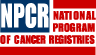 NPCR NATIONAL
PROGRAM
OF CANCER REGISTRIES